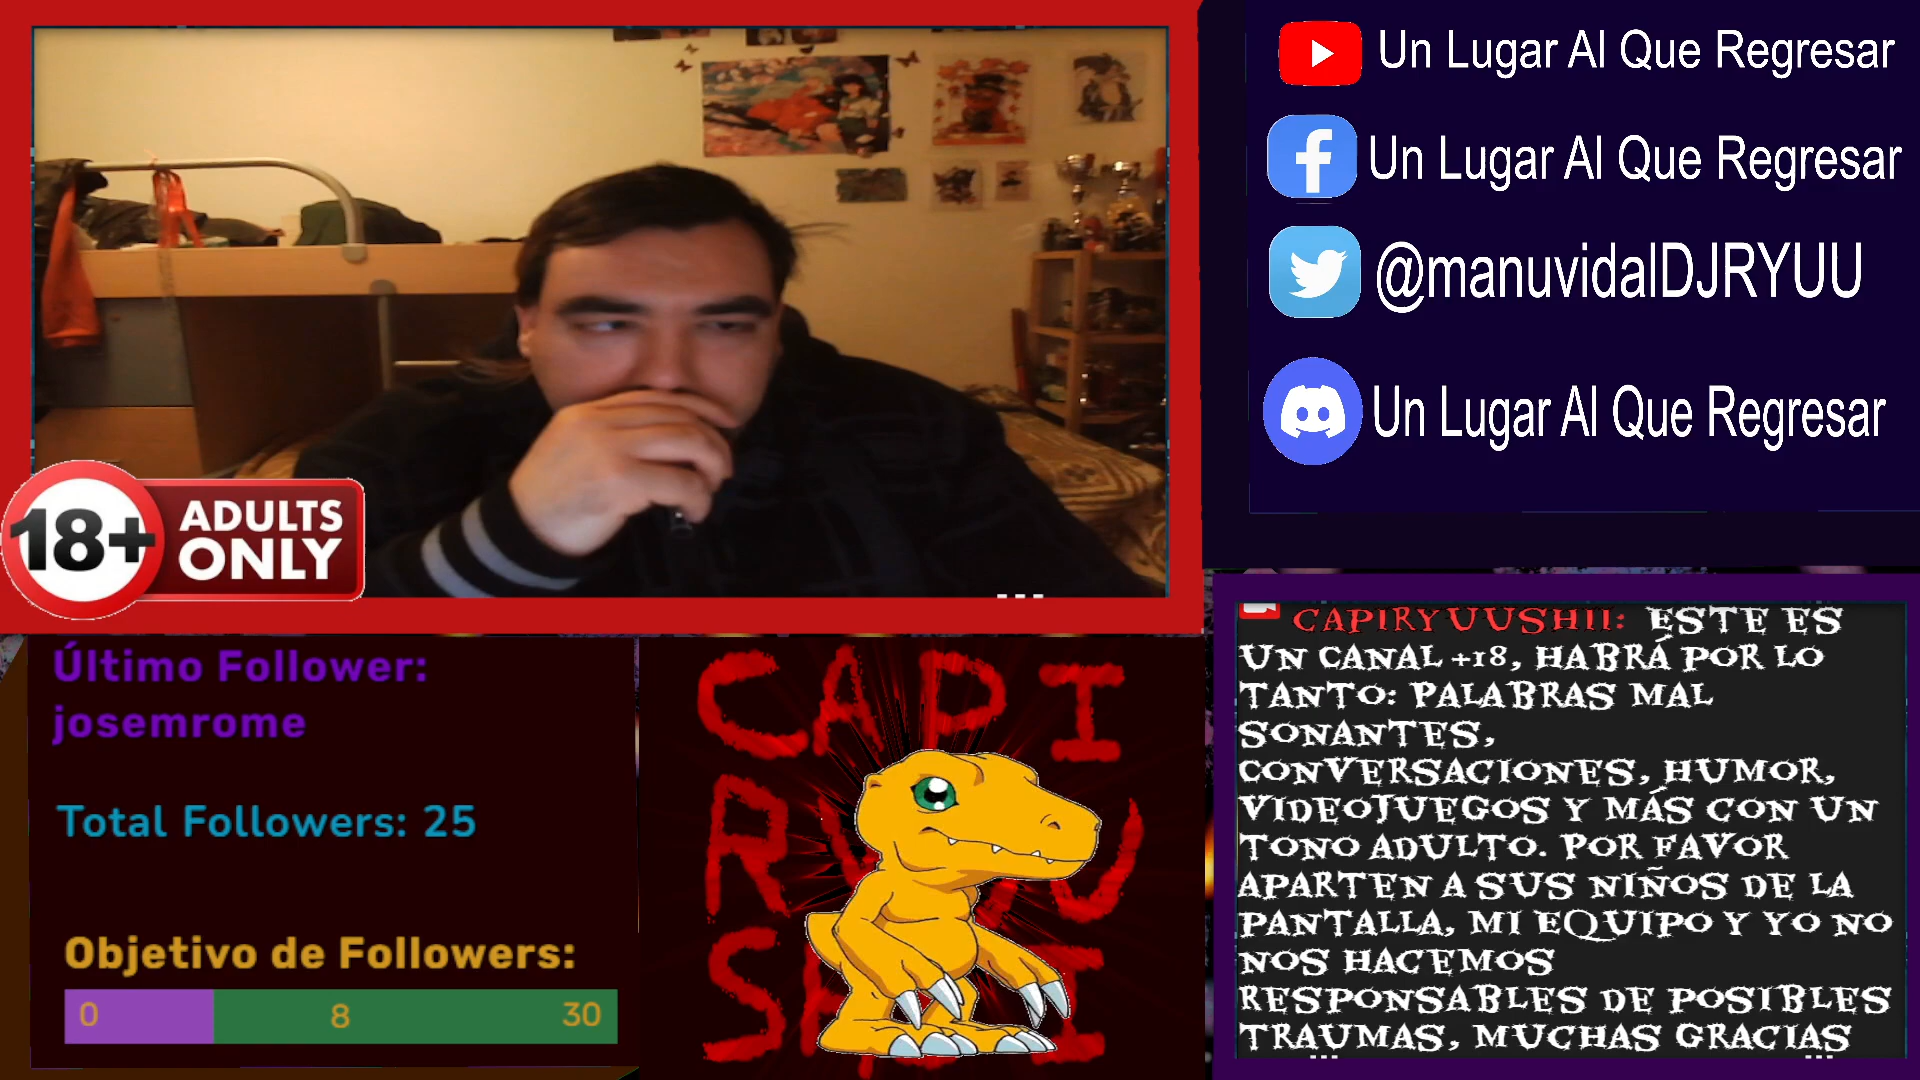 Un Lugar Al Que Regresar
Un Lugar Al Que Regresar
@manuvidalDJRYUU
Un Lugar Al Que Regresar
18+ ADULTS
ONLY
Último Follower:
josemrome
Total Followers: 25
Objetivo de Followers:
0 8 30
CAPI
CAPIRYUUSHII: ESTE ES
UN CANAL +18, HABRÁ POR LO
TANTO: PALABRAS MAL
SONANTES,
CONVERSACIONES, HUMOR,
VIDEOJUEGOS Y MÁS CON UN
TONO ADULTO. POR FAVOR
APARTEN A SUS NIÑOS DE LA
PANTALLA, MI EQUIPO Y YO NO
NOS HACEMOS
RESPONSABLES DE POSIBLES
TRAUMAS, MUCHAS GRACIAS